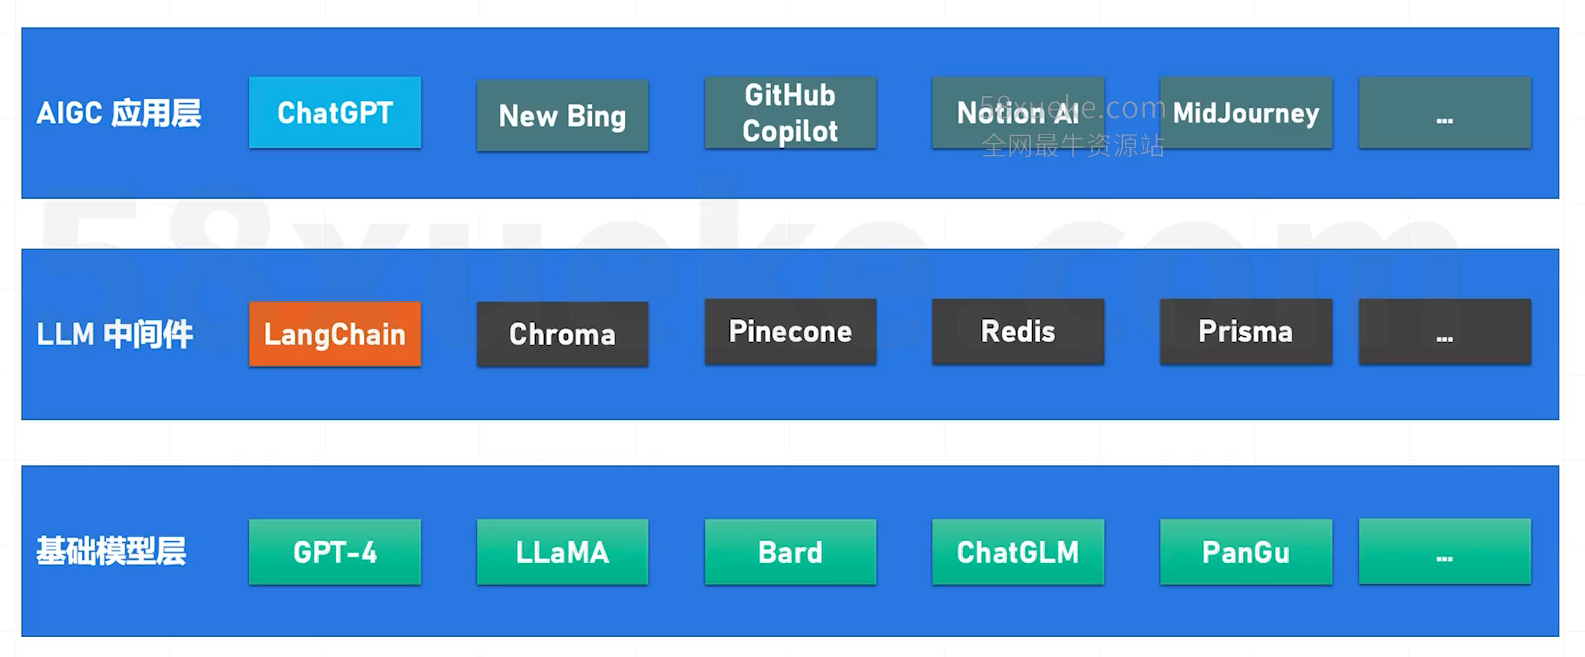 AIGC 应用层
ChatGPT
New Bing
GitHub
Copilot
Notion AI
MidJourney
...
58xueke.com
全网最牛资源站
58xueke.com
LLM 中间件
LangChain
Chroma
Pinecone
Redis
Prisma
...
基础模型层
GPT-4
LLaMA
Bard
ChatGLM
PanGu
...